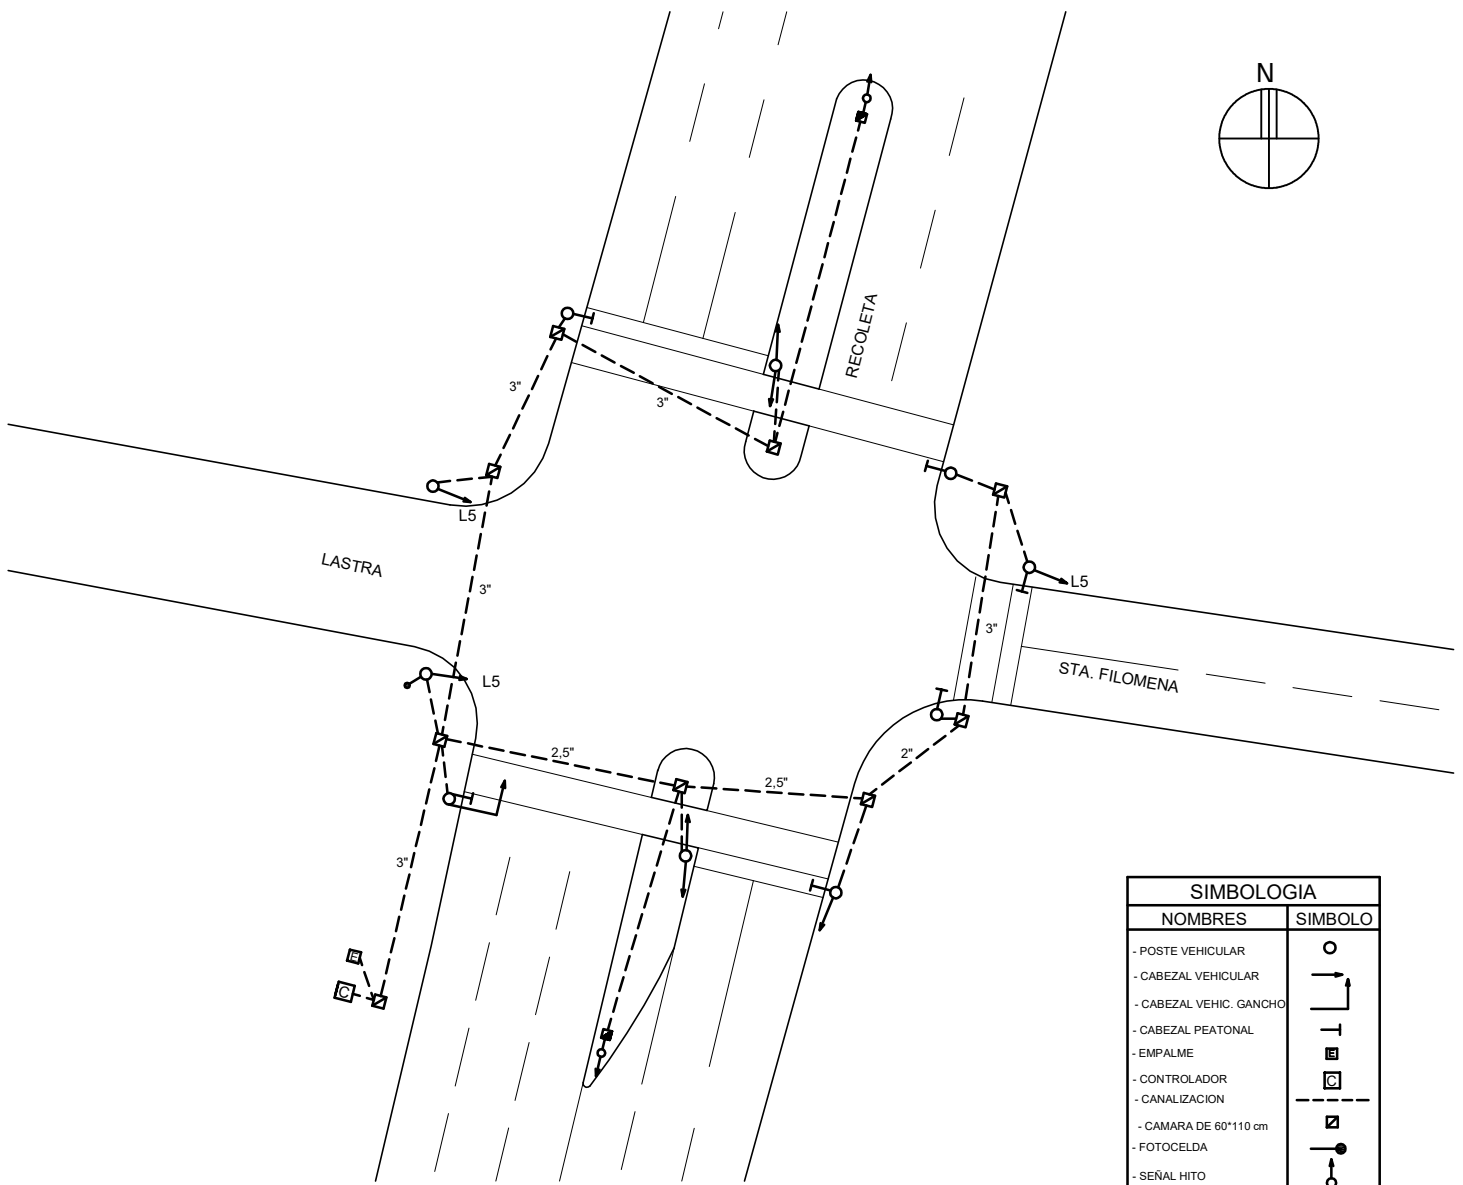 N
RECOLETA
3"
3"
L5
LASTRA
3"
L5
3"
STA. FILOMENA
L5
2,5"
2,5"
2"
3"
E
C
SIMBOLOGIA
NOMBRES SIMBOLO
- POSTE VEHICULAR
- CABEZAL VEHICULAR
- CABEZAL VEHIC. GANCHO
- CABEZAL PEATONAL
- EMPALME E
- CONTROLADOR C
- CANALIZACION
- CAMARA DE 60*110 cm
- FOTOCELDA
- SEÑAL HITO